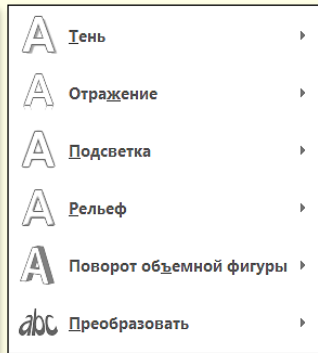 Тень
Отражение
Подсветка
Рельеф
Поворот объемной фигуры
abc Преобразовать